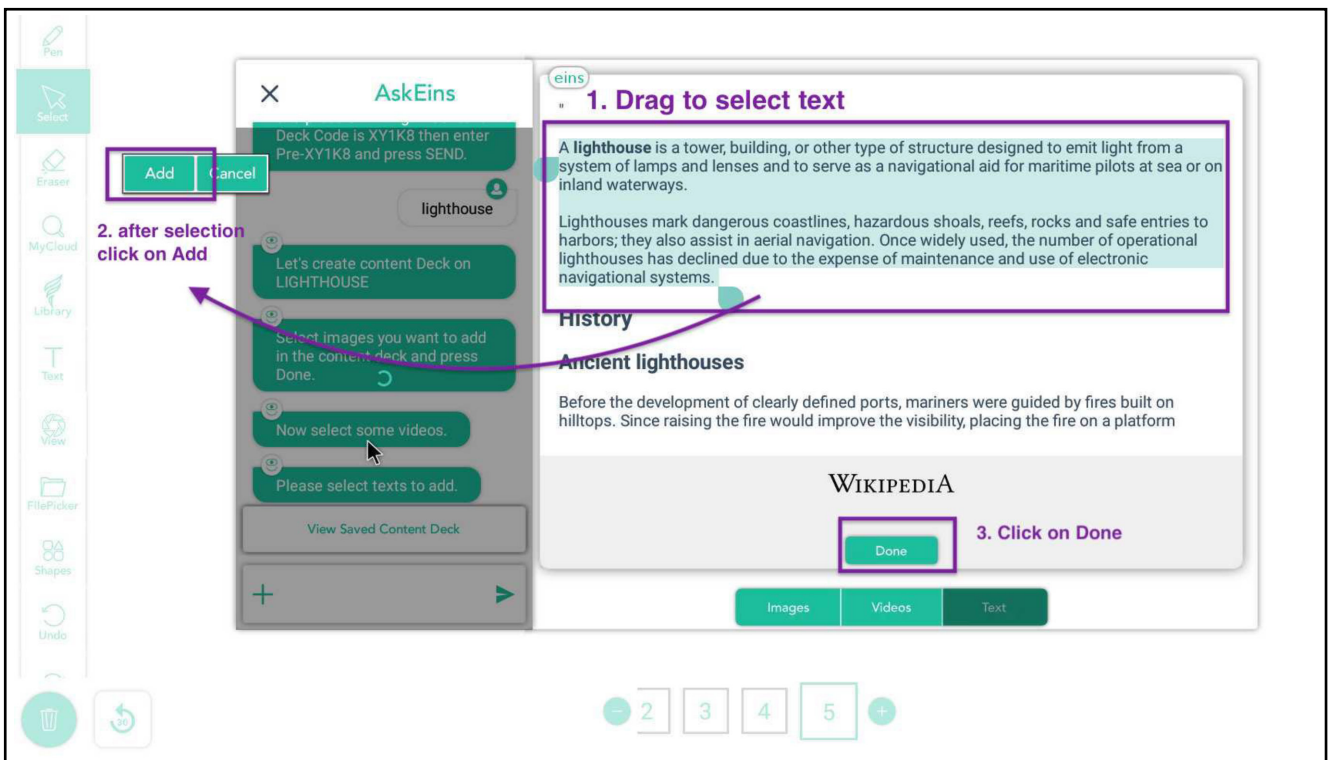 Pen
Select
Eraser
MyCloud
Library
Text
View
FilePicker
Shapes
Undo
30
AskEins
Deck Code is XY1K8 then enter
Pre-XY1K8 and press SEND.
Add Cancel
lighthouse
2. after selection
click on Add
Let's create content Deck on
LIGHTHOUSE
Select images you want to add
in the content deck and press
Done.
Now select some videos.
Please select texts to add.
View Saved Content Deck
eins
1. Drag to select text
A lighthouse is a tower, building, or other type of structure designed to emit light from a
system of lamps and lenses and to serve as a navigational aid for maritime pilots at sea or on
inland waterways.
Lighthouses mark dangerous coastlines, hazardous shoals, reefs, rocks and safe entries to
harbors; they also assist in aerial navigation. Once widely used, the number of operational
lighthouses has declined due to the expense of maintenance and use of electronic
navigational systems.
History
Ancient lighthouses
Before the development of clearly defined ports, mariners were guided by fires built on
hilltops. Since raising the fire would improve the visibility, placing the fire on a platform
WIKIPEDIA
3. Click on Done
Done
Images Videos Text
2 3 4 5